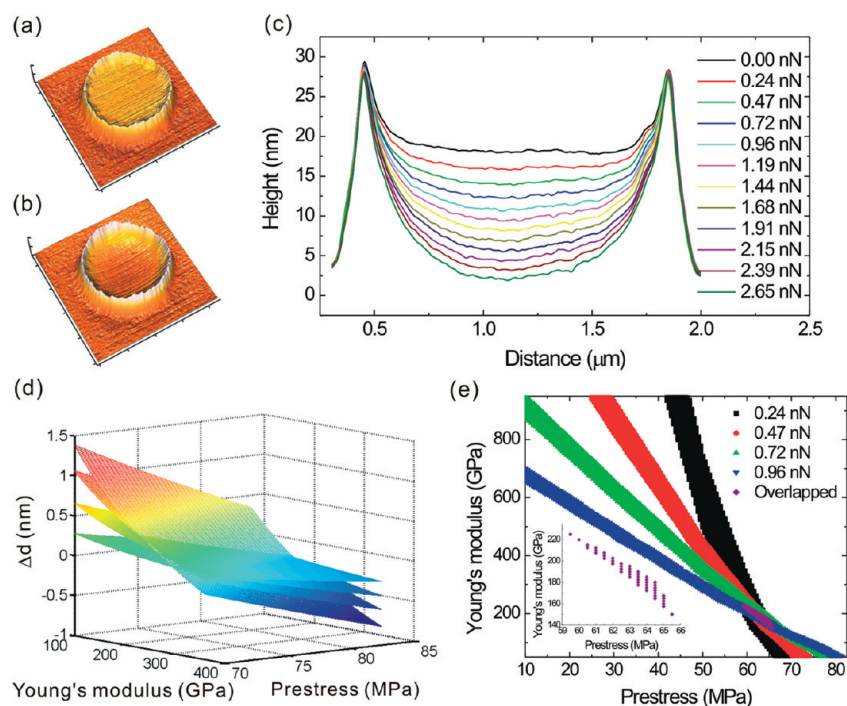 (a)
(b)
(c)
Height (nm)
30
25
20
15
10
5
0
0.5
1.0
1.5
2.0
2.5
Distance (μm)
0.00 nN
0.24 nN
0.47 nN
0.72 nN
0.96 nN
1.19 nN
1.44 nN
1.68 nN
1.91 nN
2.15 nN
2.39 nN
2.65 nN
(d)
Δd (nm)
1.5
1
0.5
0
-0.5
-1
100
200
300
400
Young's modulus (GPa)
70
75
80
85
Prestress (MPa)
(e)
Young's modulus (GPa)
800
600
400
200
10
20
30
40
50
60
70
80
Prestress (MPa)
0.24 nN
0.47 nN
0.72 nN
0.96 nN
Overlapped
Young's modulus (GPa)
220
200
180
160
140
59
60
61
62
63
64
65
66
Prestress (MPa)